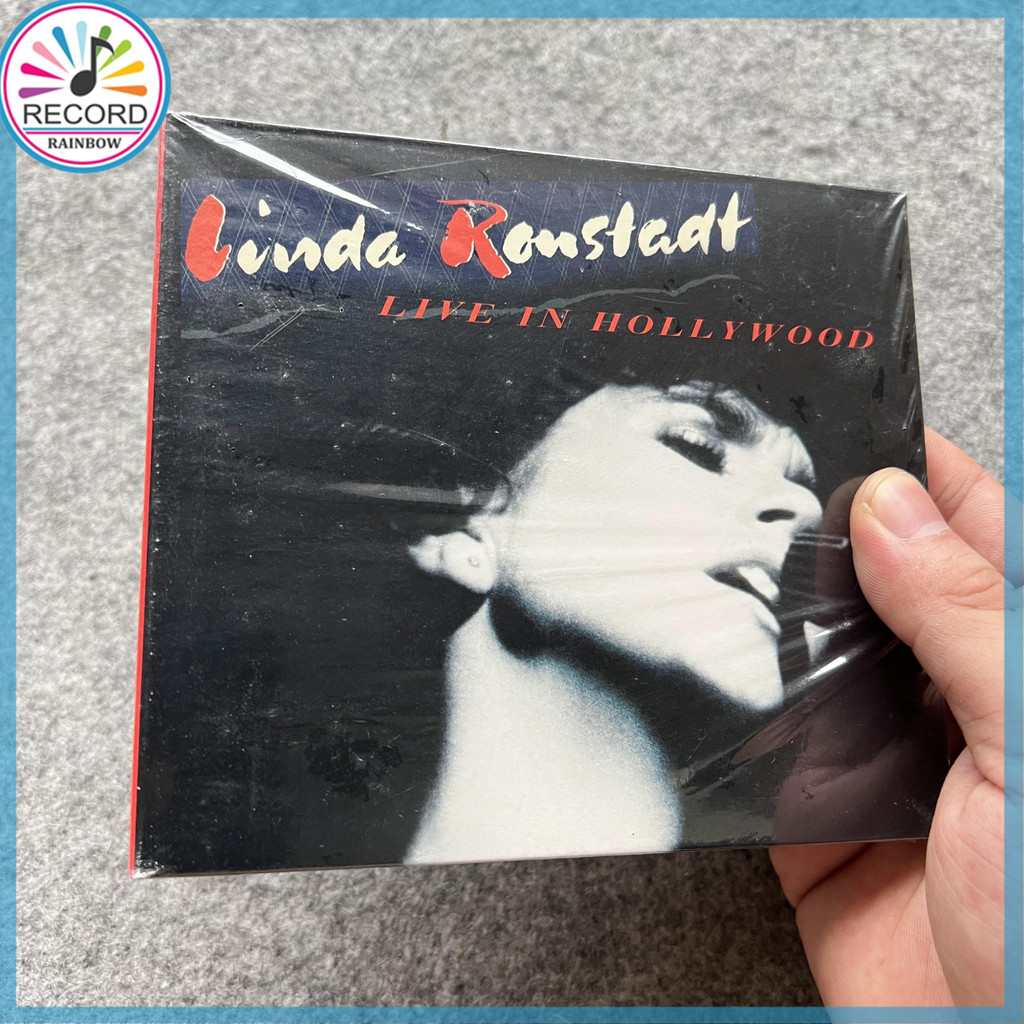 RECORD
RAINBOW
Linda Ronstadt
LIVE IN HOLLYWOOD